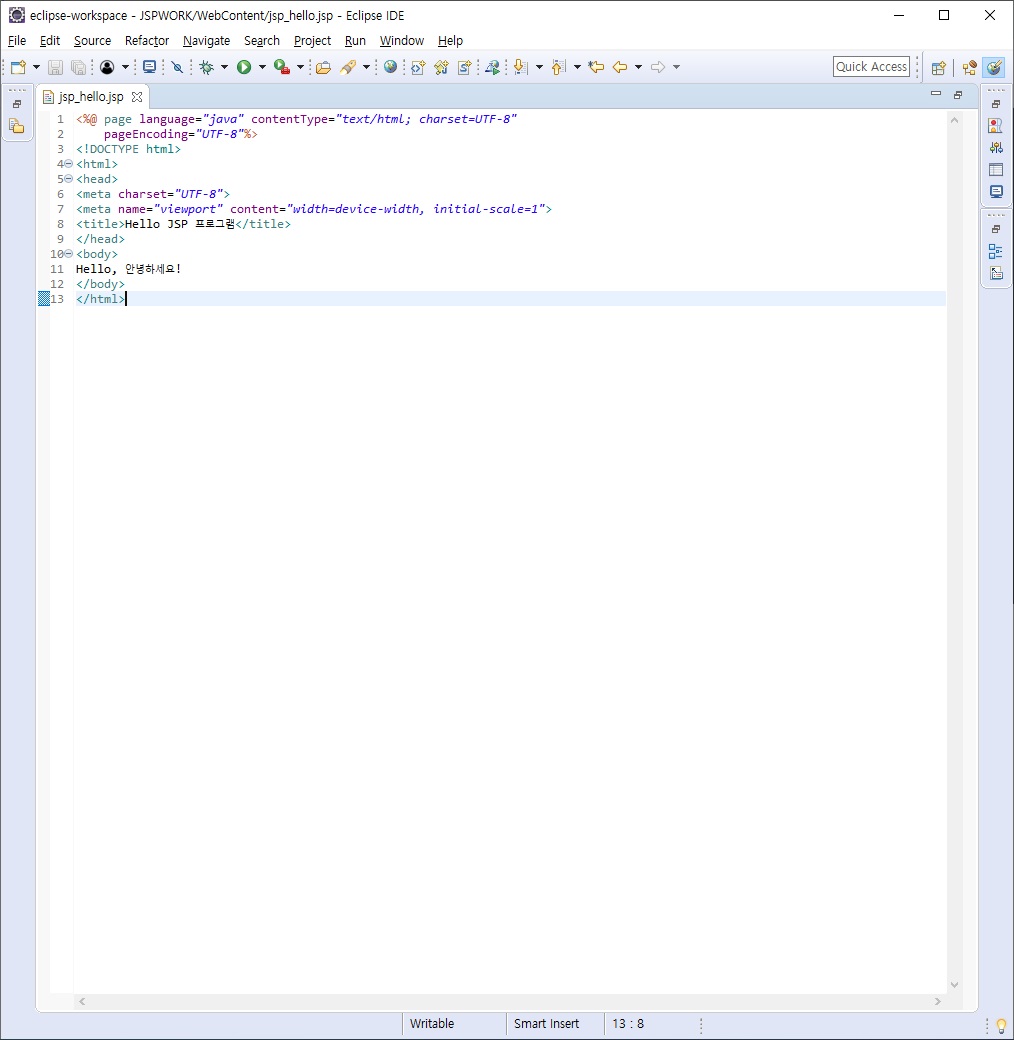 eclipse-workspace - JSPWORK/WebContent/jsp_hello.jsp - Eclipse IDE
File Edit Source Refactor Navigate Search Project Run Window Help
Quick Access
jsp_hello.jsp
1 <%@ page language="java" contentType="text/html; charset=UTF-8"
2 pageEncoding="UTF-8"%>
3 <!DOCTYPE html>
4 <html>
5 <head>
6 <meta charset="UTF-8">
7 <meta name="viewport" content="width=device-width, initial-scale=1">
8 <title>Hello JSP 프로그램</title>
9 </head>
10 <body>
11 Hello, 안녕하세요!
12 </body>
13 </html>
Writable Smart Insert 13 : 8